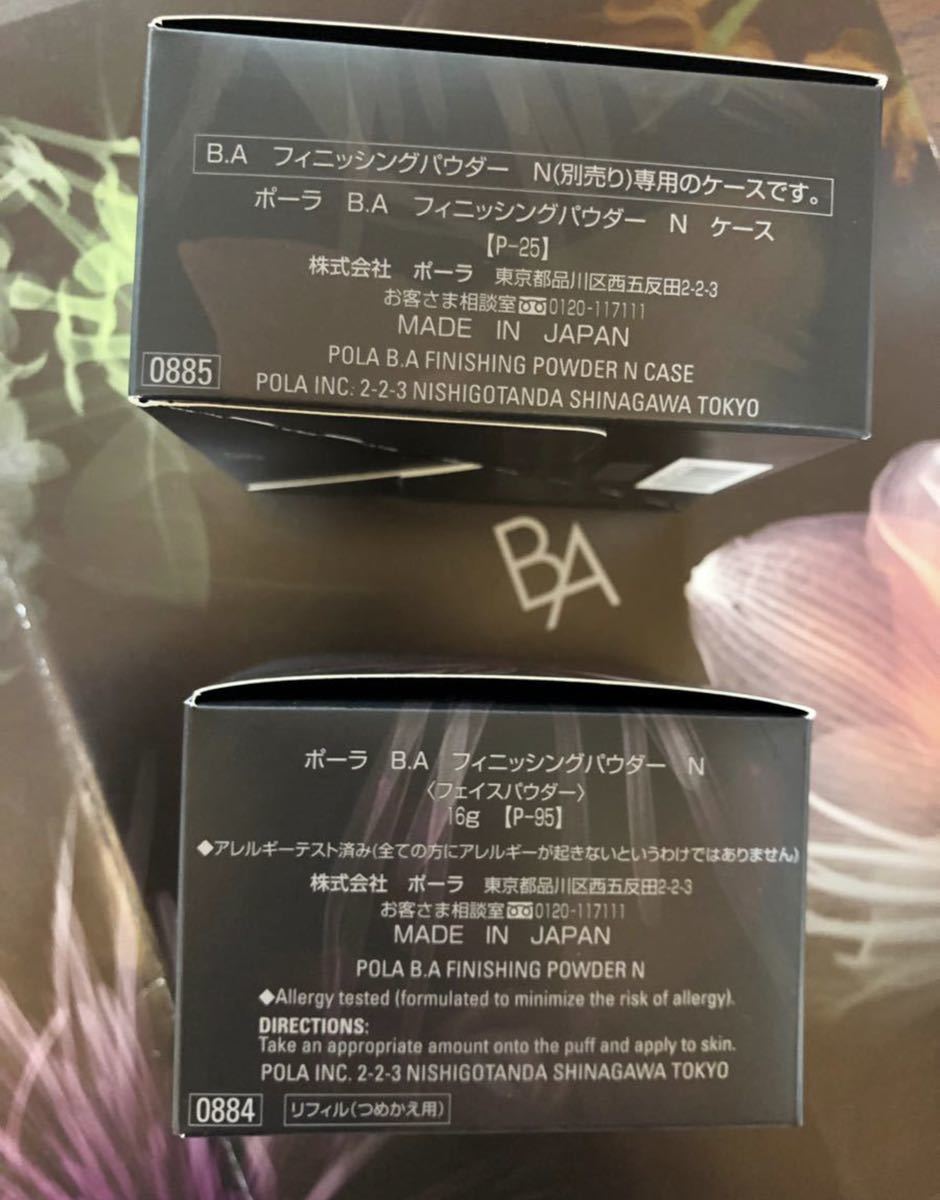 B.A フィニッシングパウダー N(別売り)専用のケースです。
ポーラ B.A フィニッシングパウダー N ケース
【P-25】
株式会社 ポーラ 東京都品川区西五反田2-2-3
お客さま相談室 0120-117111
MADE IN JAPAN
POLA B.A FINISHING POWDER N CASE
0885
POLA INC. 2-2-3 NISHIGOTANDA SHINAGAWA TOKYO
BA
ポーラ B.A フィニッシングパウダー N
〈フェイスパウダー〉
16g 【P-95】
◆アレルギーテスト済み(全ての方にアレルギーが起きないというわけではありません)
株式会社 ポーラ 東京都品川区西五反田2-2-3
お客さま相談室 0120-117111
MADE IN JAPAN
POLA B.A FINISHING POWDER N
◆Allergy tested (formulated to minimize the risk of allergy).
DIRECTIONS:
Take an appropriate amount onto the puff and apply to skin.
POLA INC. 2-2-3 NISHIGOTANDA SHINAGAWA TOKYO
0884 リフィル(つめかえ用)